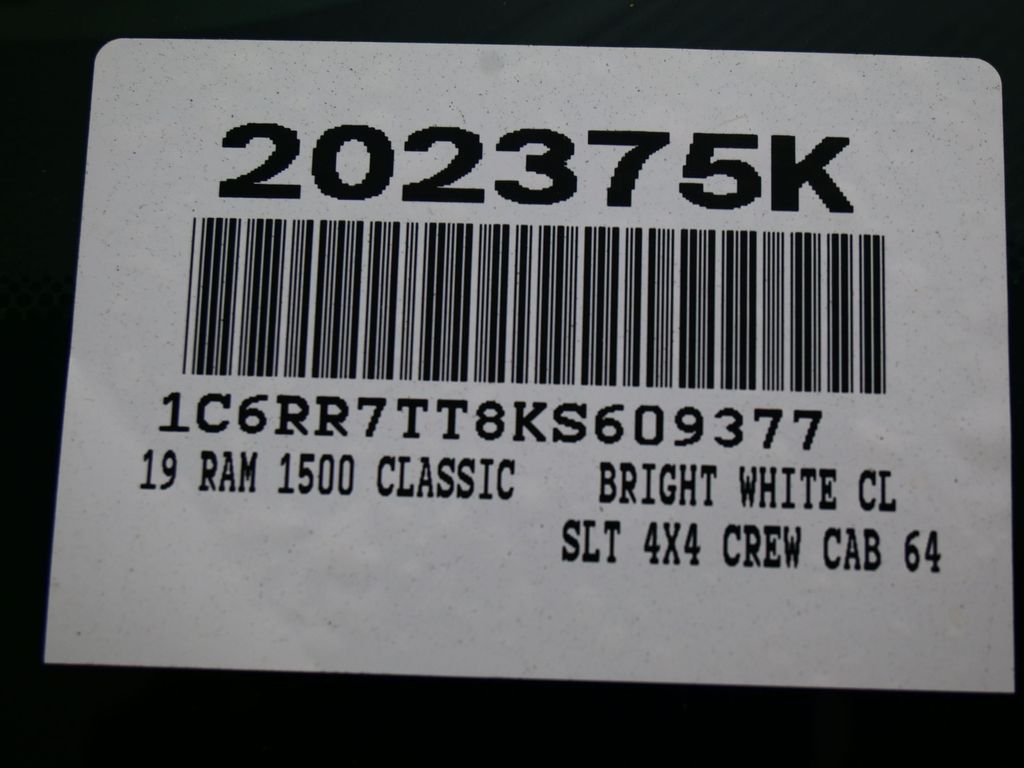 202375K
1C6RR7TT8KS609377
19 RAM 1500 CLASSIC BRIGHT WHITE CL
SLT 4X4 CREW CAB 64